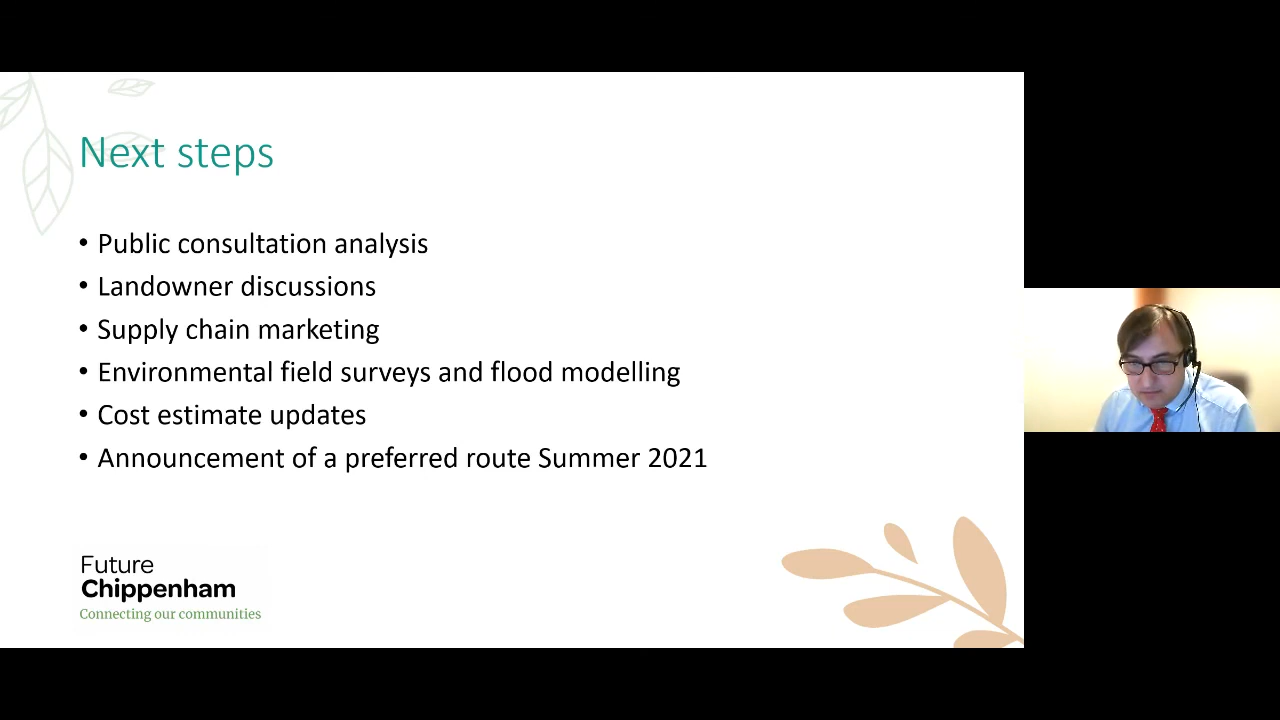 Next steps
• Public consultation analysis
• Landowner discussions
• Supply chain marketing
• Environmental field surveys and flood modelling
• Cost estimate updates
• Announcement of a preferred route Summer 2021
Future
Chippenham
Connecting our communities